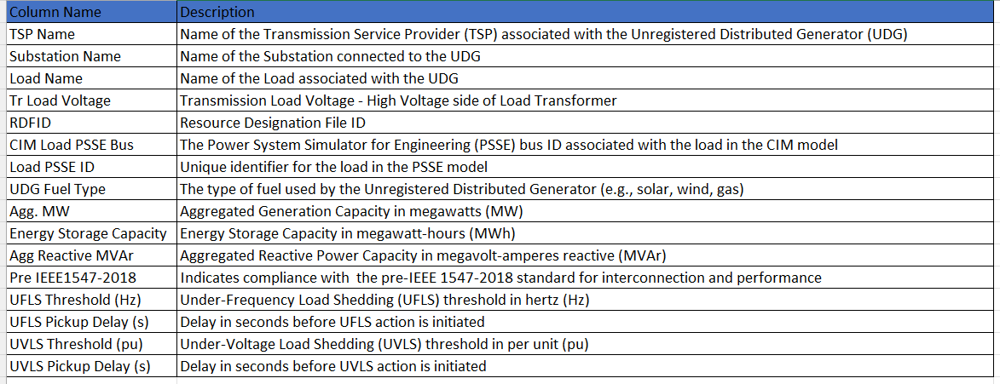 Column Name Description
TSP Name Name of the Transmission Service Provider (TSP) associated with the Unregistered Distributed Generator (UDG)
Substation Name Name of the Substation connected to the UDG
Load Name Name of the Load associated with the UDG
Tr Load Voltage Transmission Load Voltage - High Voltage side of Load Transformer
RDFID Resource Designation File ID
CIM Load PSSE Bus The Power System Simulator for Engineering (PSSE) bus ID associated with the load in the CIM model
Load PSSE ID Unique identifier for the load in the PSSE model
UDG Fuel Type The type of fuel used by the Unregistered Distributed Generator (e.g., solar, wind, gas)
Agg. MW Aggregated Generation Capacity in megawatts (MW)
Energy Storage Capacity Energy Storage Capacity in megawatt-hours (MWh)
Agg Reactive MVAr Aggregated Reactive Power Capacity in megavolt-amperes reactive (MVAr)
Pre IEEE1547-2018 Indicates compliance with  the pre-IEEE 1547-2018 standard for interconnection and performance
UFLS Threshold (Hz) Under-Frequency Load Shedding (UFLS) threshold in hertz (Hz)
UFLS Pickup Delay (s) Delay in seconds before UFLS action is initiated
UVLS Threshold (pu) Under-Voltage Load Shedding (UVLS) threshold in per unit (pu)
UVLS Pickup Delay (s) Delay in seconds before UVLS action is initiated